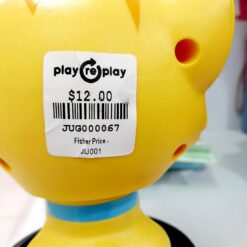 play re play
$12.00
JUG000067
Fisher Price -
JU001